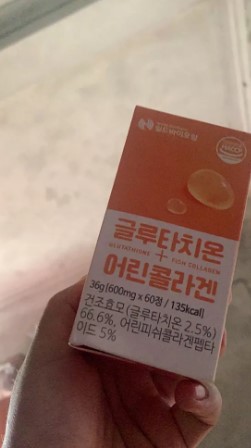 HACCP
글루타치온
GLUTATHIONE + FISH COLLAGEN
어린콜라겐
36g(600mg x 60정 / 135kcal)
건조효모(글루타치온 2.5%)
66.6%, 어린피쉬콜라겐펩타
이드 5%